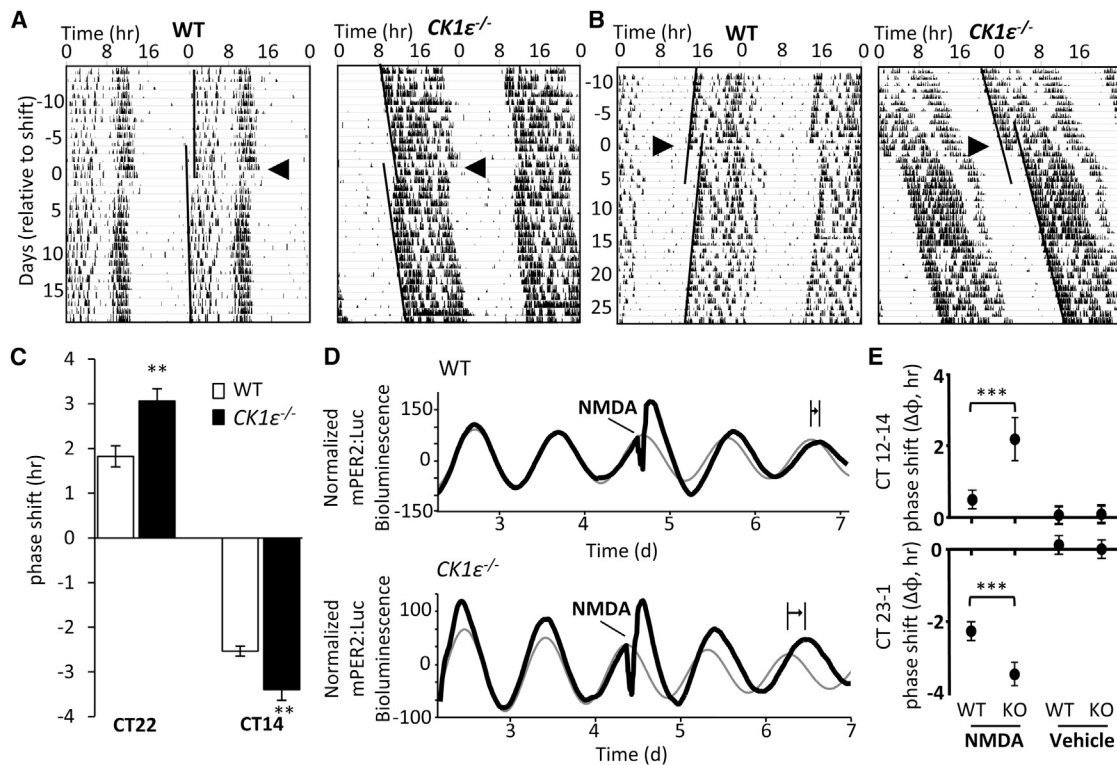 A
B
Time (hr) WT
CK1ε-/-
Time (hr) WT
CK1ε-/-
0 8 16 0 8 16 0
0 8 16 0 8 16 0
0 8 16 0 8 16 0
0 8 16 0 8 16
Days (relative to shift)
-10
-5
0
5
10
15
-10
-5
0
5
10
15
20
25
C
phase shift (hr)
4
3
2
1
0
-1
-2
-3
-4
**
WT
CK1ε-/-
**
CT22
CT14
D
WT
Normalized
mPER2:Luc
Bioluminescence
150
0
-150
NMDA
3 4 5 6 7
Time (d)
CK1ε-/-
Normalized
mPER2:Luc
Bioluminescence
100
0
-100
NMDA
3 4 5 6 7
Time (d)
E
CT 12-14
phase shift (Δϕ, hr)
4
2
0
***
CT 23-1
phase shift (Δϕ, hr)
0
-2
-4
***
WT KO WT KO
NMDA Vehicle